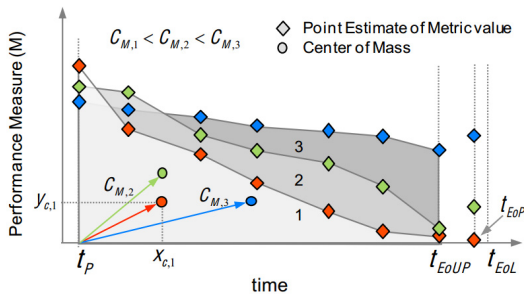 C_{M,1} < C_{M,2} < C_{M,3}
Point Estimate of Metric value
Center of Mass
Performance Measure (M)
3
2
1
C_{M,2}
C_{M,3}
y_{c,1}
t_P
x_{c,1}
t_{EoUP}
t_{EoP}
t_{EoL}
time